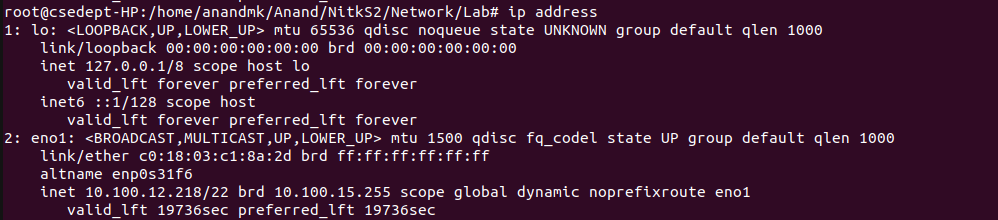 root@csedept-HP:/home/anandmk/Anand/NitkS2/Network/Lab# ip address
1: lo: <LOOPBACK,UP,LOWER_UP> mtu 65536 qdisc noqueue state UNKNOWN group default qlen 1000
    link/loopback 00:00:00:00:00:00 brd 00:00:00:00:00:00
    inet 127.0.0.1/8 scope host lo
       valid_lft forever preferred_lft forever
    inet6 ::1/128 scope host
       valid_lft forever preferred_lft forever
2: eno1: <BROADCAST,MULTICAST,UP,LOWER_UP> mtu 1500 qdisc fq_codel state UP group default qlen 1000
    link/ether c0:18:03:c1:8a:2d brd ff:ff:ff:ff:ff:ff
    altname enp0s31f6
    inet 10.100.12.218/22 brd 10.100.15.255 scope global dynamic noprefixroute eno1
       valid_lft 19736sec preferred_lft 19736sec